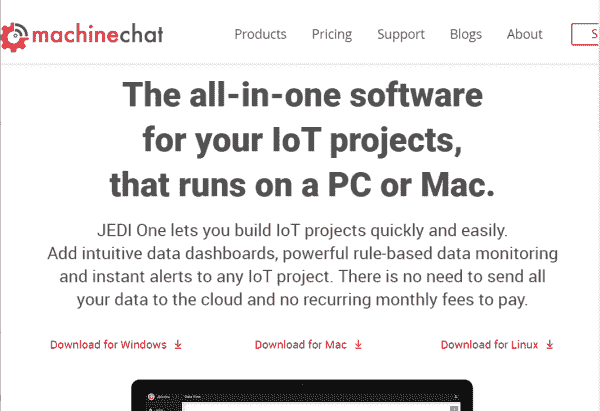 machinechat Products Pricing Support Blogs About S
The all-in-one software
for your IoT projects,
that runs on a PC or Mac.
JEDI One lets you build IoT projects quickly and easily.
Add intuitive data dashboards, powerful rule-based data monitoring
and instant alerts to any IoT project. There is no need to send all
your data to the cloud and no recurring monthly fees to pay.
Download for Windows Download for Mac Download for Linux
Data View